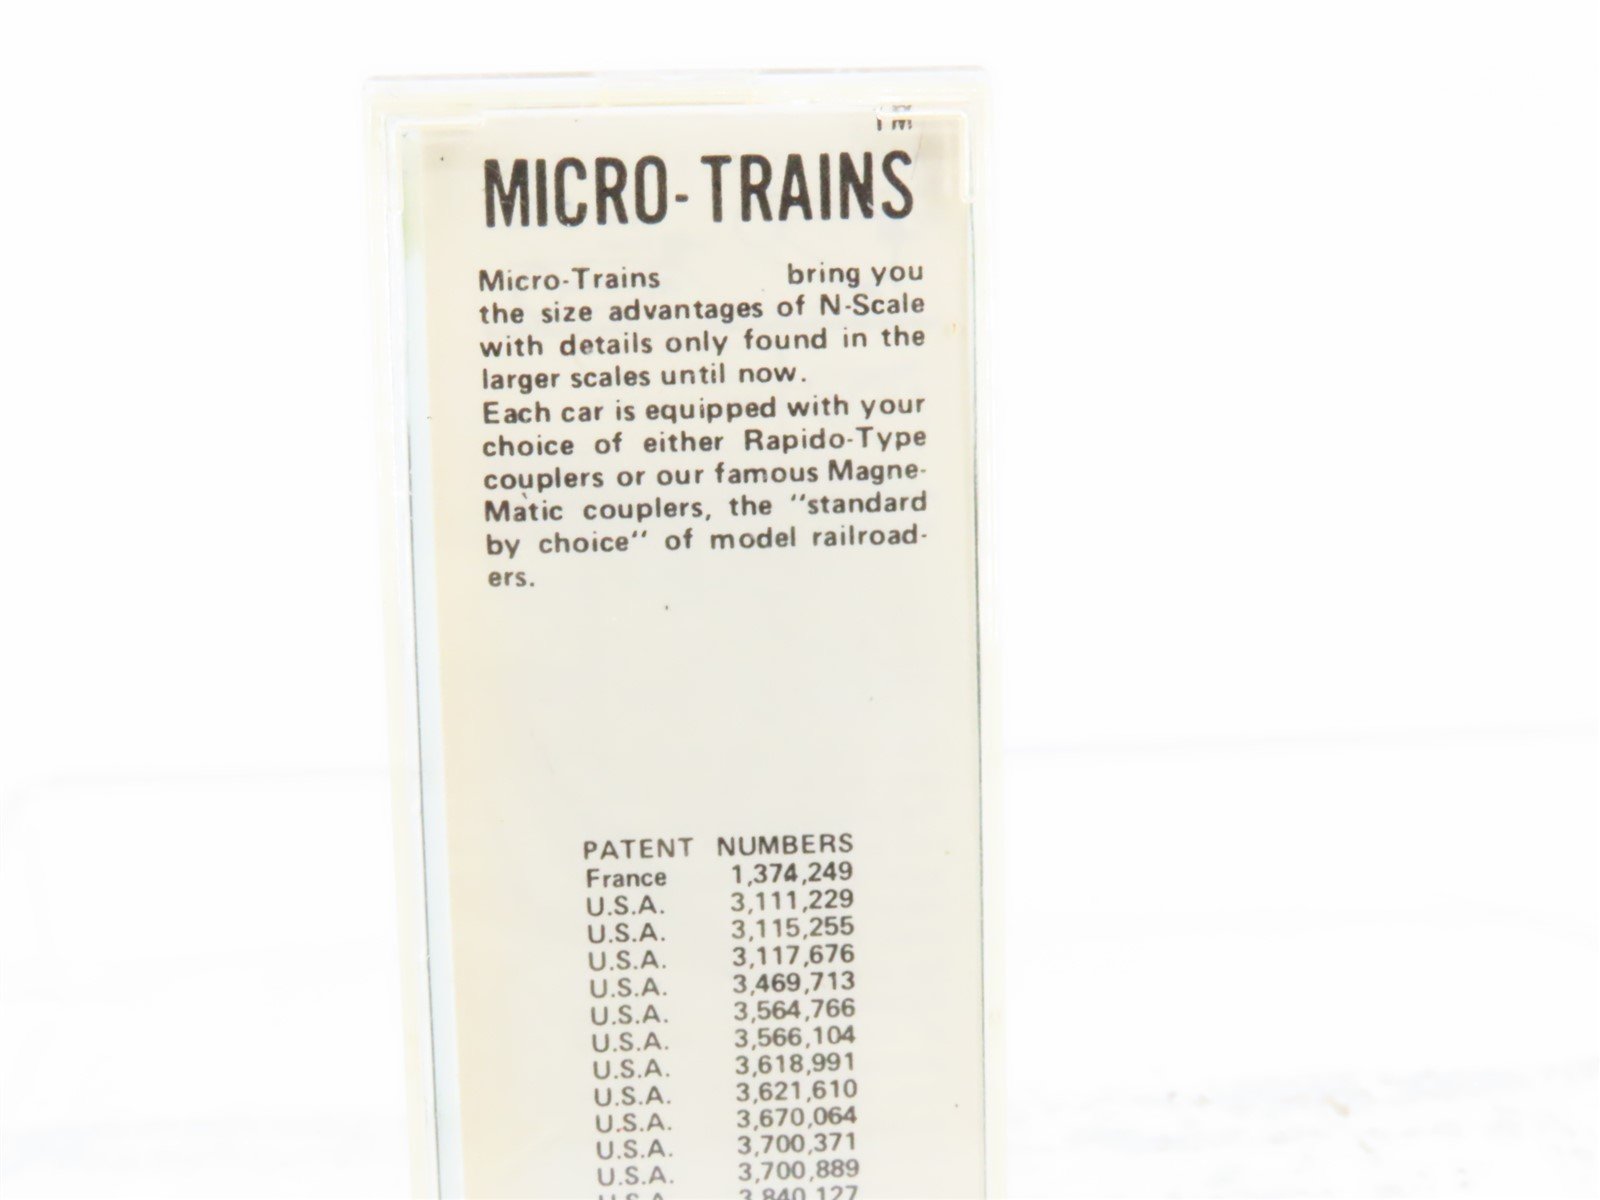 TM
MICRO-TRAINS
Micro-Trains bring you
the size advantages of N-Scale
with details only found in the
larger scales until now.
Each car is equipped with your
choice of either Rapido-Type
couplers or our famous Magne-
Matic couplers, the "standard
by choice" of model railroad-
ers.
PATENT NUMBERS
France 1,374,249
U.S.A. 3,111,229
U.S.A. 3,115,255
U.S.A. 3,117,676
U.S.A. 3,469,713
U.S.A. 3,564,766
U.S.A. 3,566,104
U.S.A. 3,618,991
U.S.A. 3,621,610
U.S.A. 3,670,064
U.S.A. 3,700,371
U.S.A. 3,700,889
U.S.A. 3,840,127